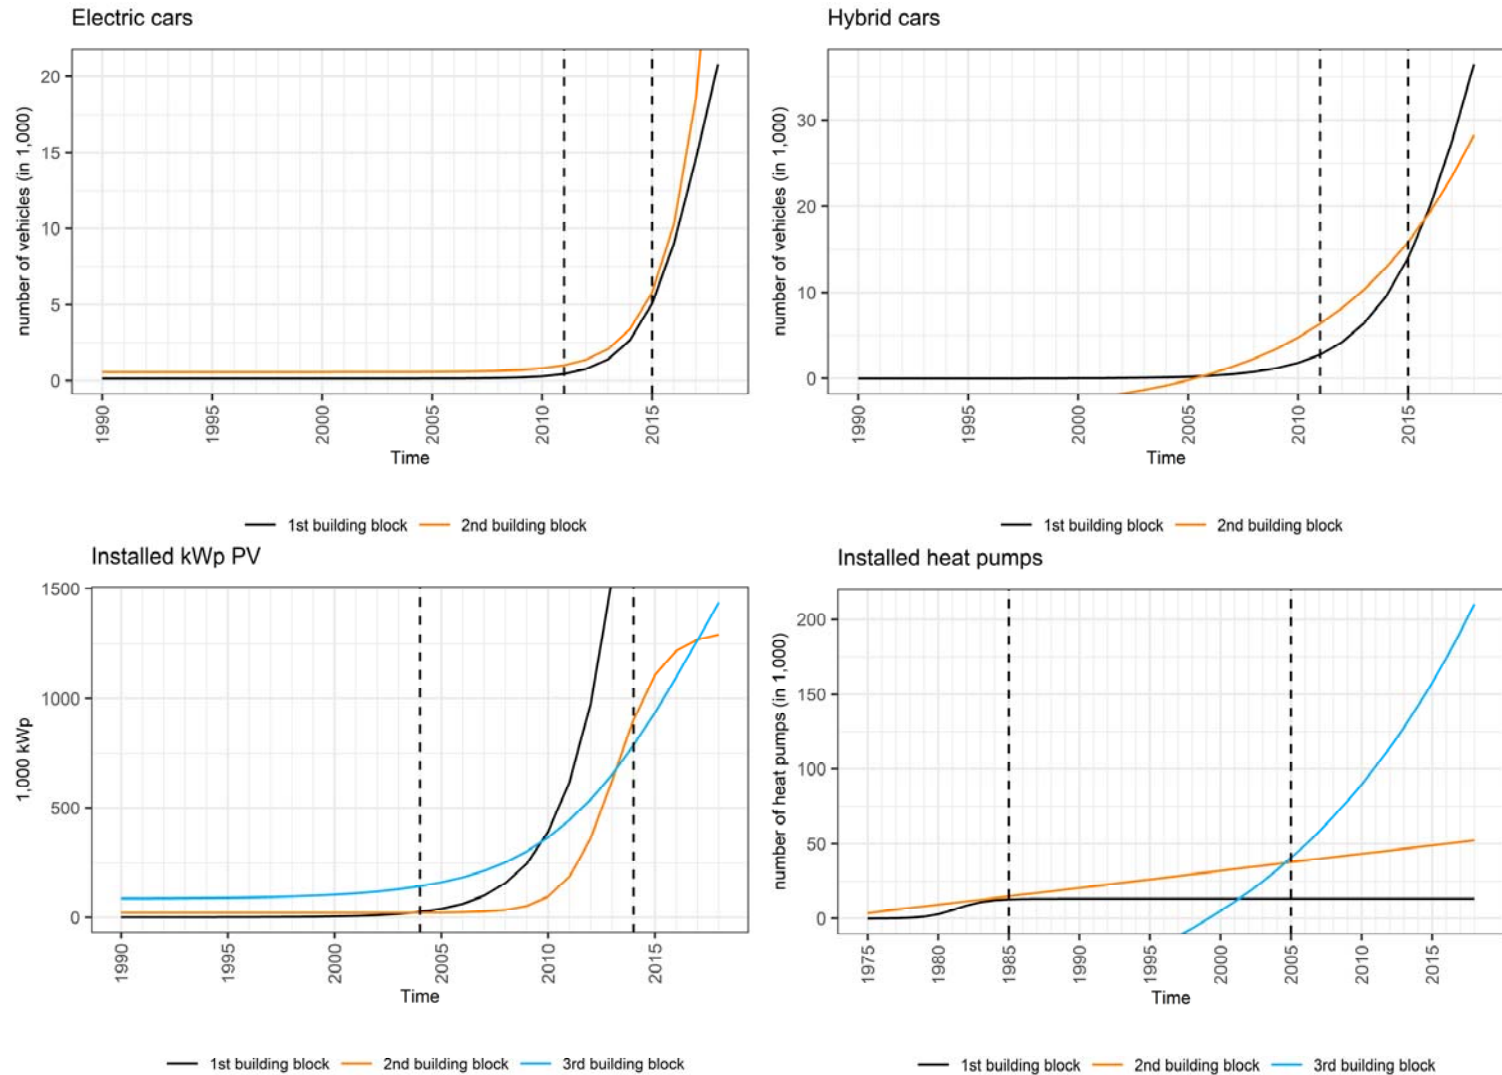 Electric cars
number of vehicles (in 1,000)
20
15
10
5
0
1990
1995
2000
2005
2010
2015
Time
1st building block 2nd building block
Hybrid cars
number of vehicles (in 1,000)
30
20
10
0
1990
1995
2000
2005
2010
2015
Time
1st building block 2nd building block
Installed kWp PV
1,000 kWp
1500
1000
500
0
1990
1995
2000
2005
2010
2015
Time
1st building block 2nd building block 3rd building block
Installed heat pumps
number of heat pumps (in 1,000)
200
150
100
50
0
1975
1980
1985
1990
1995
2000
2005
2010
2015
Time
1st building block 2nd building block 3rd building block